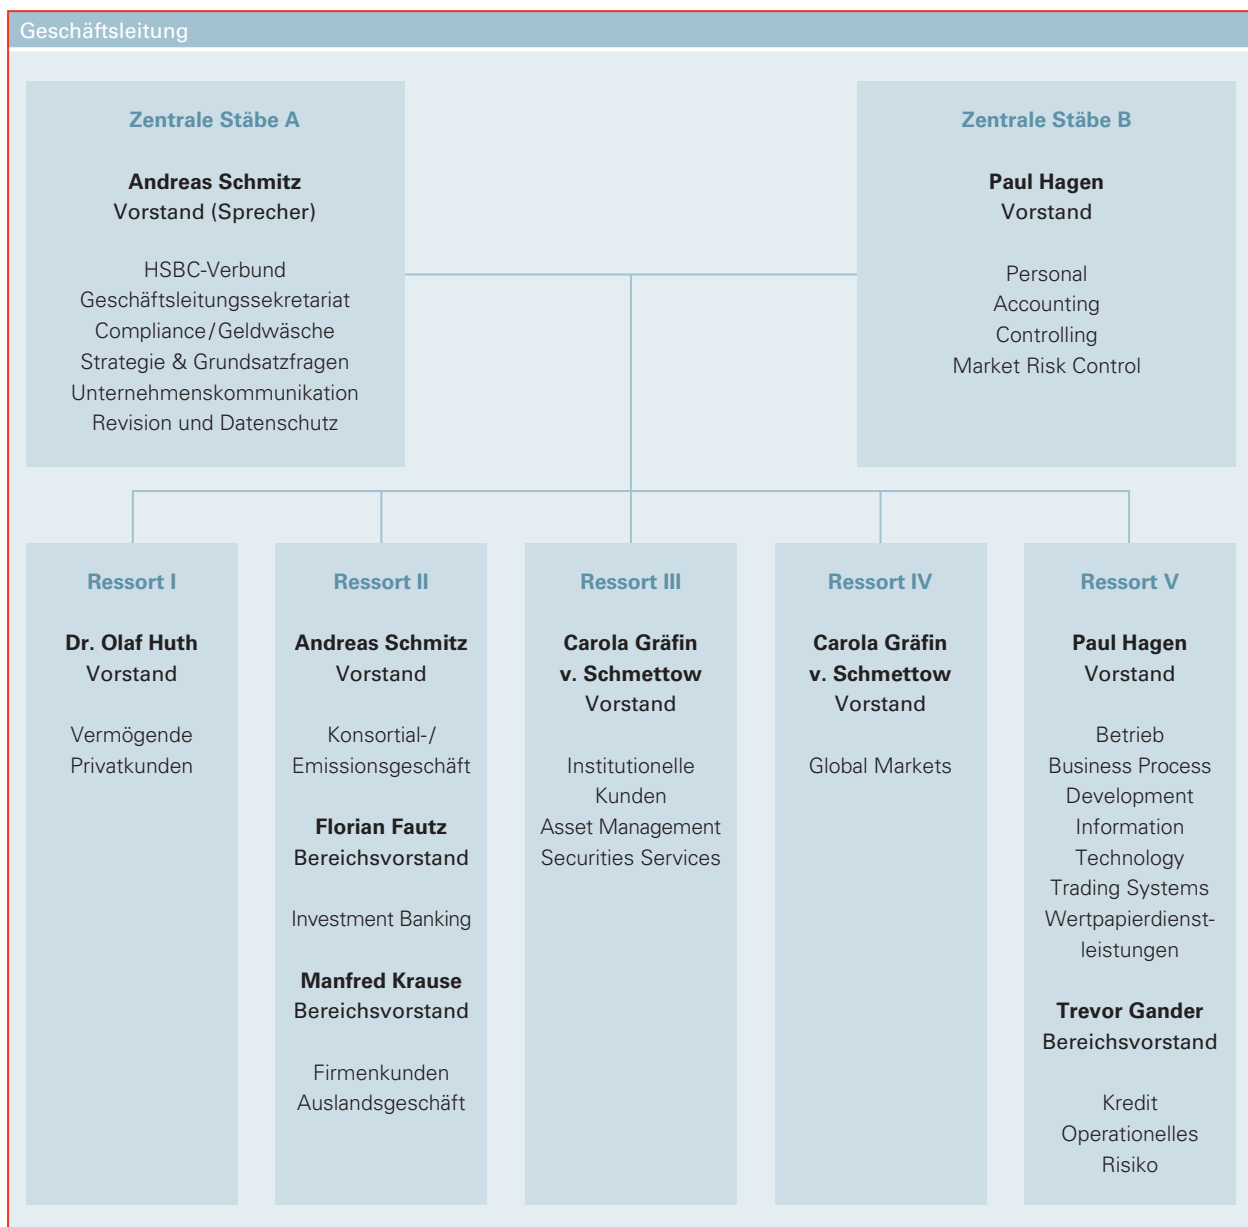 Geschäftsleitung
Zentrale Stäbe A
Andreas Schmitz
Vorstand (Sprecher)
HSBC-Verbund
Geschäftsleitungssekretariat
Compliance/Geldwäsche
Strategie & Grundsatzfragen
Unternehmenskommunikation
Revision und Datenschutz
Zentrale Stäbe B
Paul Hagen
Vorstand
Personal
Accounting
Controlling
Market Risk Control
Ressort I
Dr. Olaf Huth
Vorstand
Vermögende
Privatkunden
Ressort II
Andreas Schmitz
Vorstand
Konsortial-/
Emissionsgeschäft
Florian Fautz
Bereichsvorstand
Investment Banking
Manfred Krause
Bereichsvorstand
Firmenkunden
Auslandsgeschäft
Ressort III
Carola Gräfin
v. Schmettow
Vorstand
Institutionelle
Kunden
Asset Management
Securities Services
Ressort IV
Carola Gräfin
v. Schmettow
Vorstand
Global Markets
Ressort V
Paul Hagen
Vorstand
Betrieb
Business Process
Development
Information
Technology
Trading Systems
Wertpapierdienst-
leistungen
Trevor Gander
Bereichsvorstand
Kredit
Operationelles
Risiko